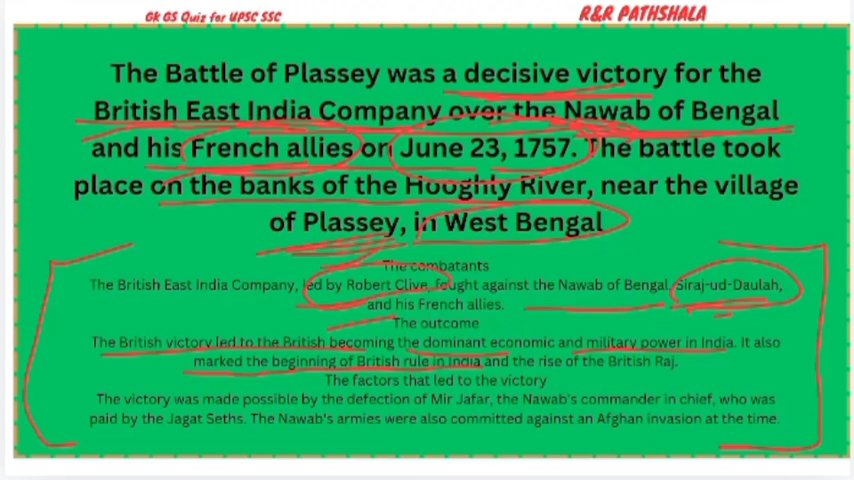 GK GS Quiz for UPSC SSC
R&R PATHSHALA
The Battle of Plassey was a decisive victory for the
British East India Company over the Nawab of Bengal
and his French allies on June 23, 1757. The battle took
place on the banks of the Hooghly River, near the village
of Plassey, in West Bengal
The combatants
The British East India Company, led by Robert Clive, fought against the Nawab of Bengal, Siraj-ud-Daulah,
and his French allies.
The outcome
The British victory led to the British becoming the dominant economic and military power in India. It also
marked the beginning of British rule in India and the rise of the British Raj.
The factors that led to the victory
The victory was made possible by the defection of Mir Jafar, the Nawab's commander in chief, who was
paid by the Jagat Seths. The Nawab's armies were also committed against an Afghan invasion at the time.